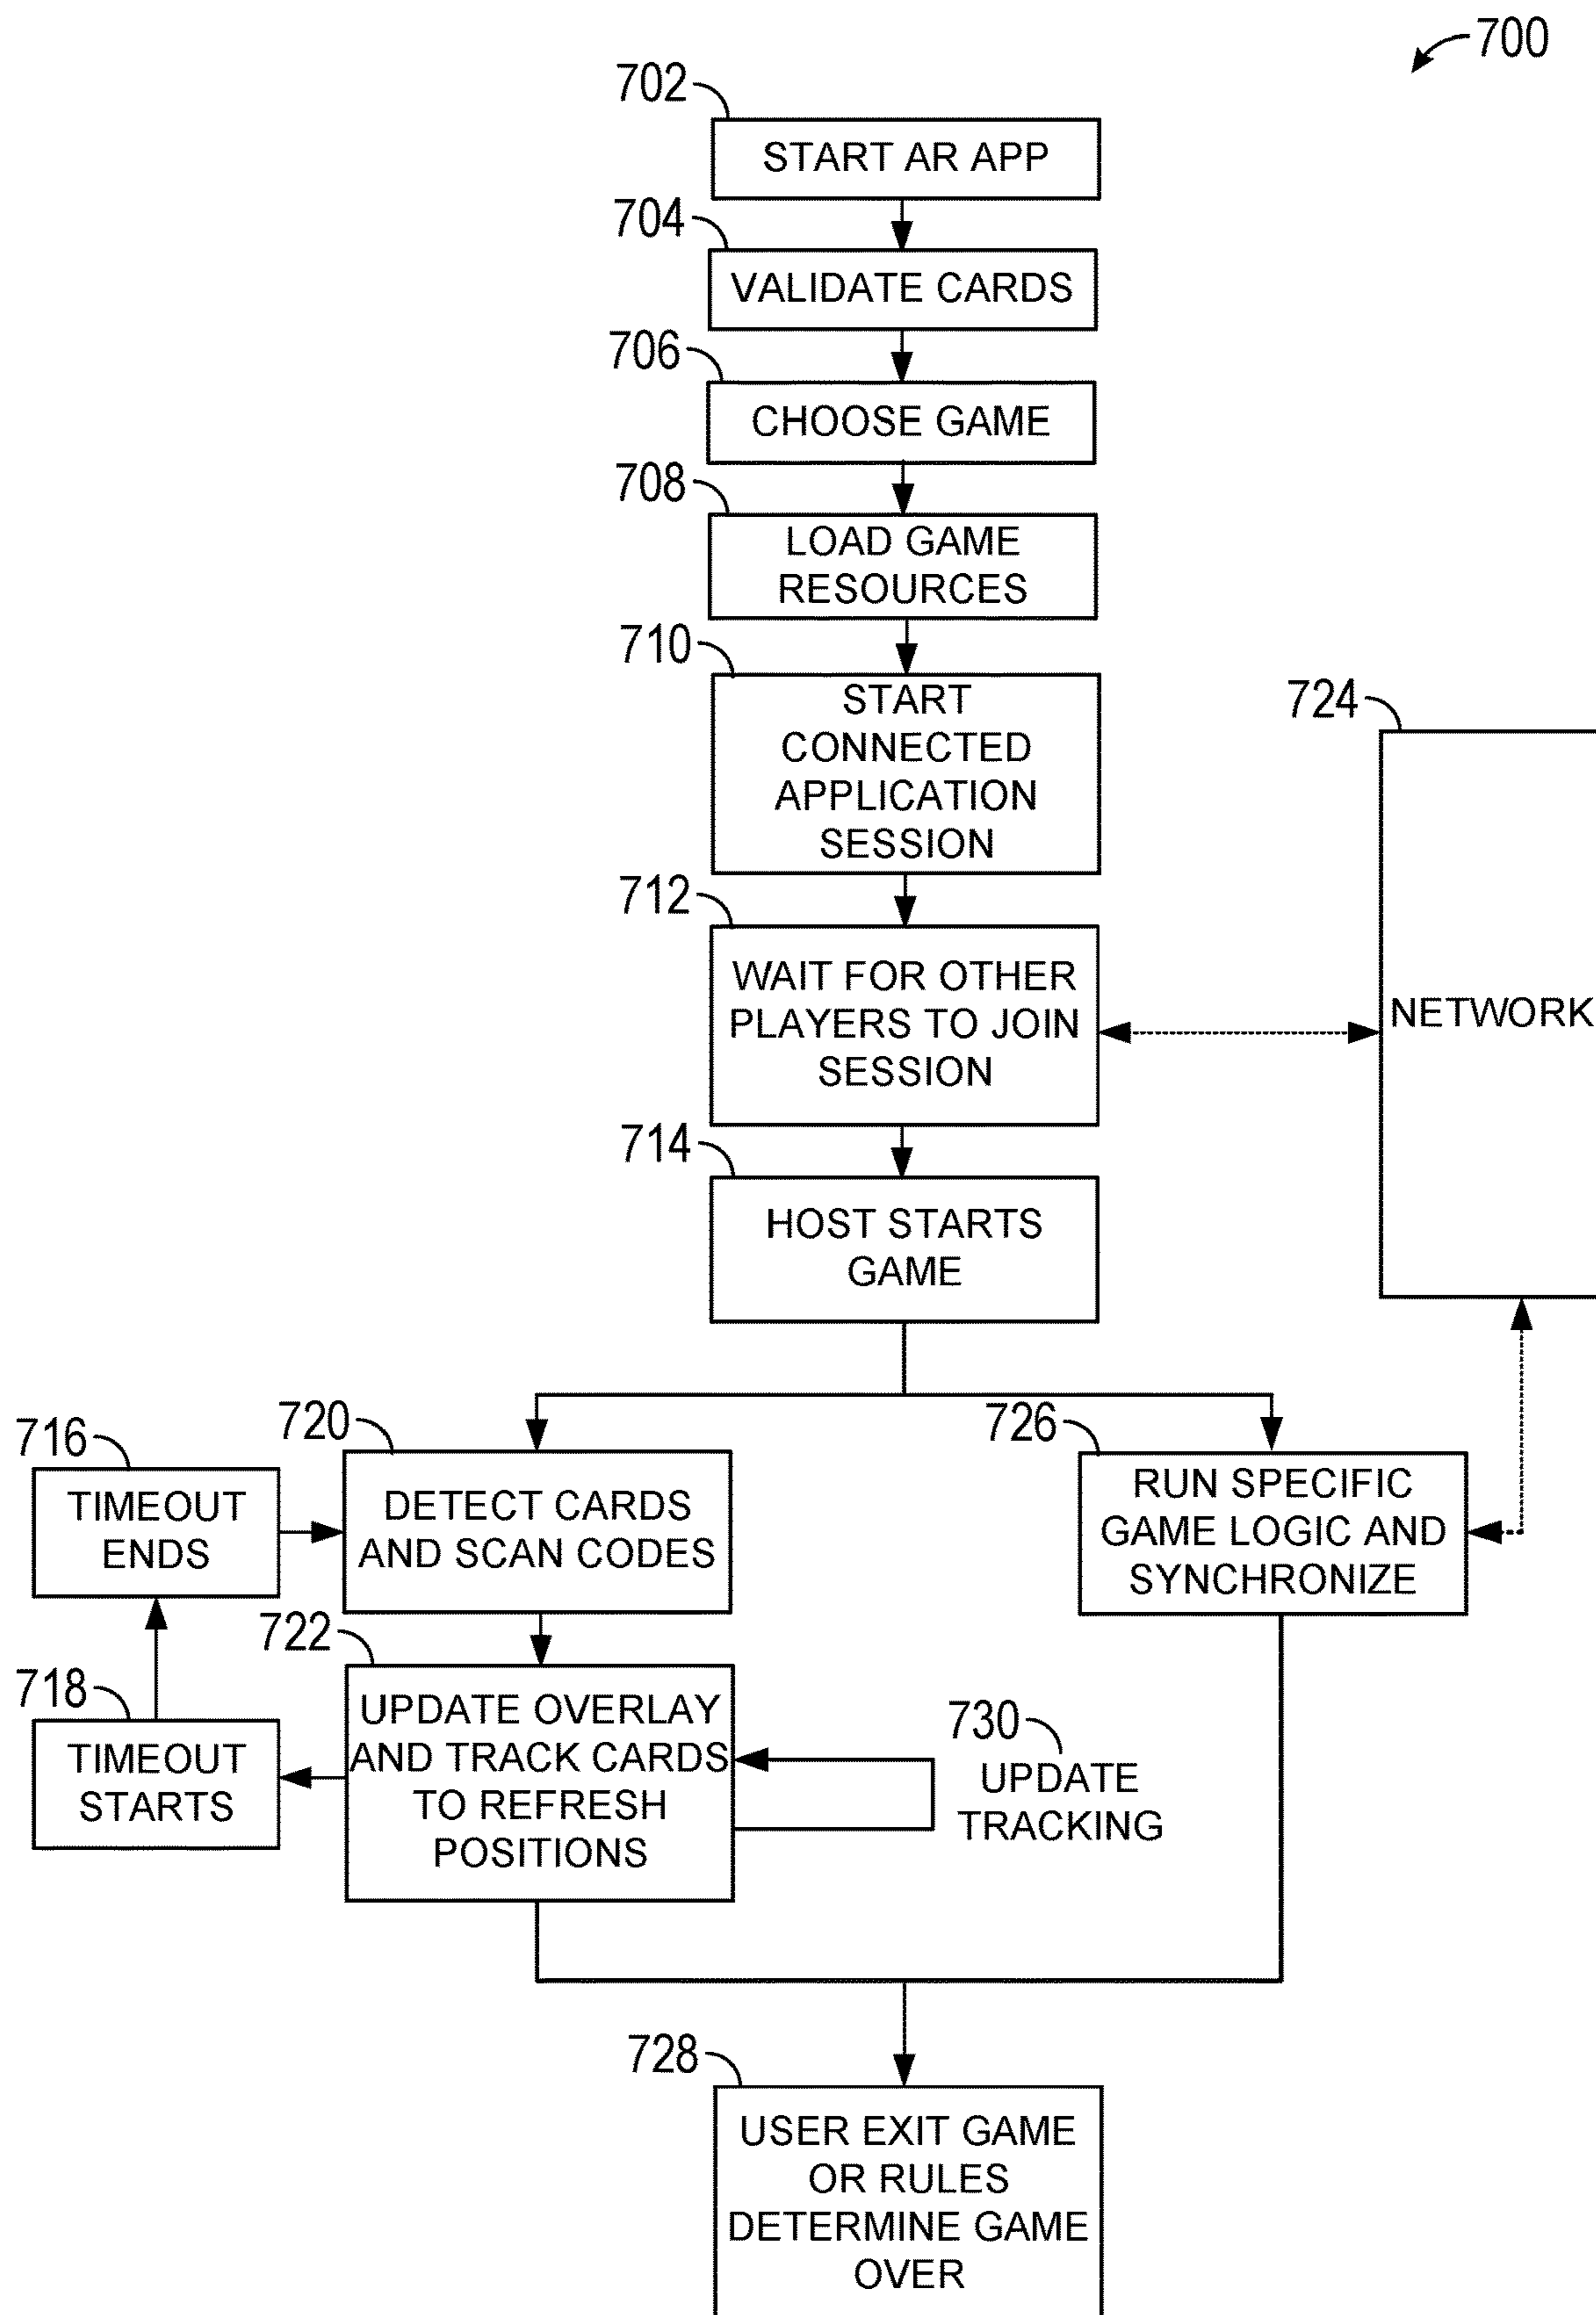 700
702
START AR APP
704
VALIDATE CARDS
706
CHOOSE GAME
708
LOAD GAME
RESOURCES
710
START
CONNECTED
APPLICATION
SESSION
724
NETWORK
712
WAIT FOR OTHER
PLAYERS TO JOIN
SESSION
714
HOST STARTS
GAME
716
TIMEOUT
ENDS
720
DETECT CARDS
AND SCAN CODES
726
RUN SPECIFIC
GAME LOGIC AND
SYNCHRONIZE
718
TIMEOUT
STARTS
722
UPDATE OVERLAY
AND TRACK CARDS
TO REFRESH
POSITIONS
730
UPDATE
TRACKING
728
USER EXIT GAME
OR RULES
DETERMINE GAME
OVER